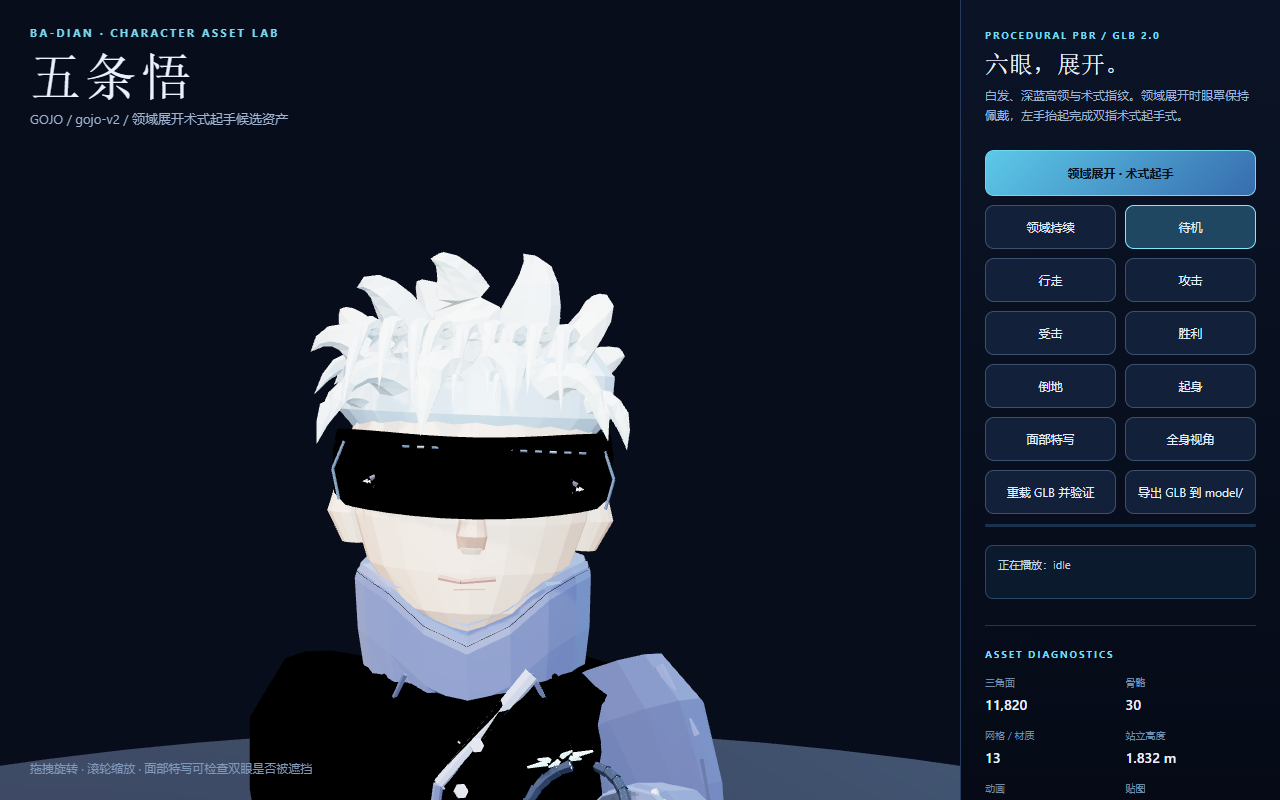 BA-DIAN · CHARACTER ASSET LAB
五条悟
GOJO / gojo-v2 / 领域展开术式起手候选资产
拖拽旋转 · 滚轮缩放 · 面部特写可检查双眼是否被遮挡
PROCEDURAL PBR / GLB 2.0
六眼，展开。
白发、深蓝高领与术式指纹。领域展开时眼罩保持
佩戴，左手抬起完成双指术式起手式。
领域展开 · 术式起手
领域持续
待机
行走
攻击
受击
胜利
倒地
起身
面部特写
全身视角
重载 GLB 并验证
导出 GLB 到 model/
正在播放：idle
ASSET DIAGNOSTICS
三角面
骨骼
11,820
30
网格 / 材质
站立高度
13
1.832 m
动画
贴图